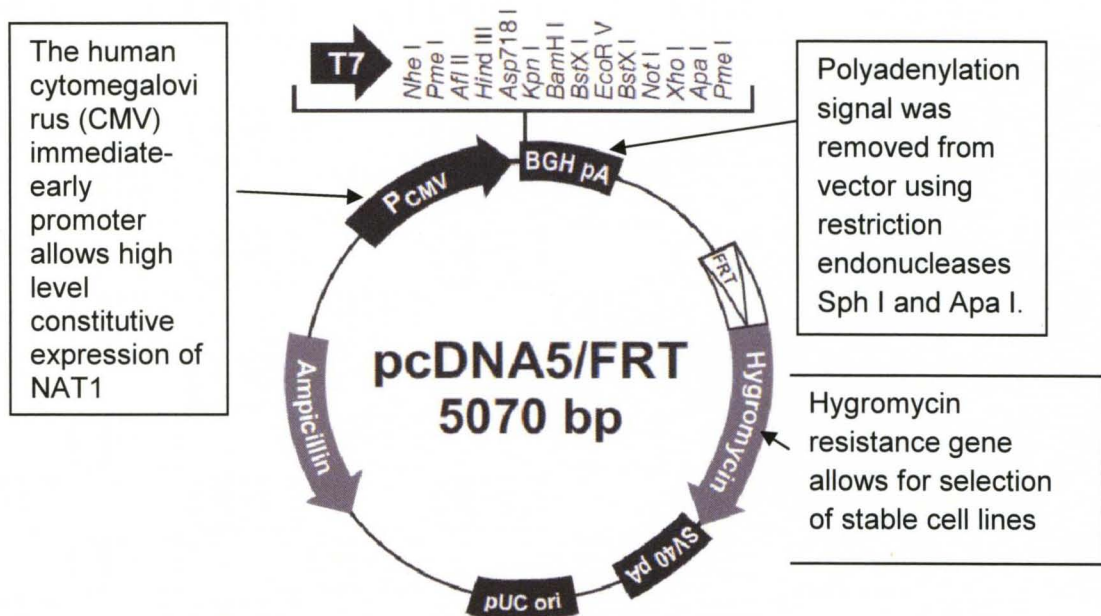 The human
cytomegalovi
rus (CMV)
immediate-
early
promoter
allows high
level
constitutive
expression of
NAT1
T7
Nhe I
Pme I
Afl II
Hind III
Asp718 I
Kpn I
BamH I
BstX I
EcoR V
BstX I
Not I
Xho I
Apa I
Pme I
Polyadenylation
signal was
removed from
vector using
restriction
endonucleases
Sph I and Apa I.
PCMV
BGH pA
FRT
Ampicillin
pcDNA5/FRT
5070 bp
Hygromycin
Hygromycin
resistance gene
allows for selection
of stable cell lines
SV40 pA
pUC ori